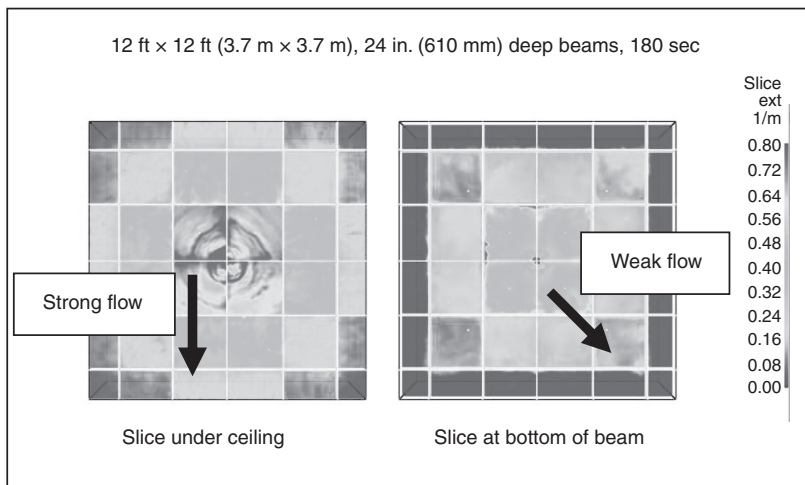 12 ft × 12 ft (3.7 m × 3.7 m), 24 in. (610 mm) deep beams, 180 sec
Slice
ext
1/m
0.80
0.72
0.64
0.56
0.48
0.40
0.32
0.24
0.16
0.08
0.00
Strong flow
Weak flow
Slice under ceiling
Slice at bottom of beam